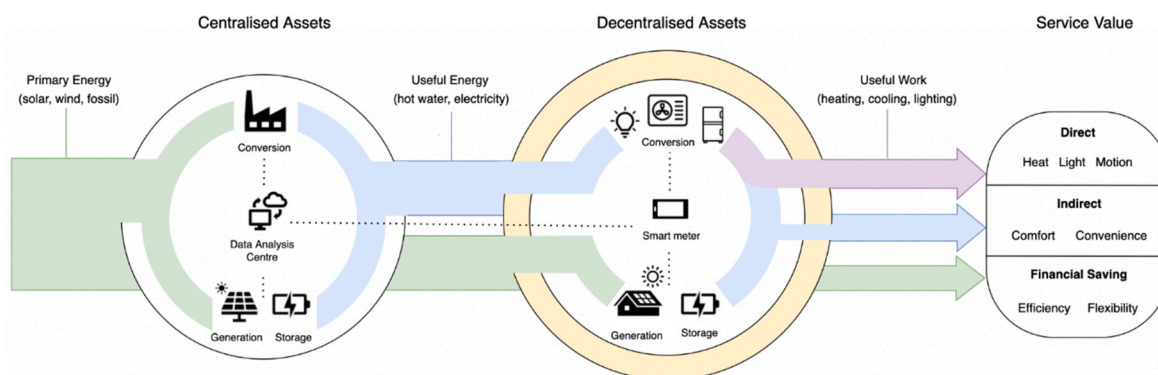 Centralised Assets
Decentralised Assets
Service Value
Primary Energy
(solar, wind, fossil)
Useful Energy
(hot water, electricity)
Useful Work
(heating, cooling, lighting)
Conversion
Data Analysis
Centre
Generation
Storage
Conversion
Smart meter
Generation
Storage
Direct
Heat Light Motion
Indirect
Comfort Convenience
Financial Saving
Efficiency Flexibility